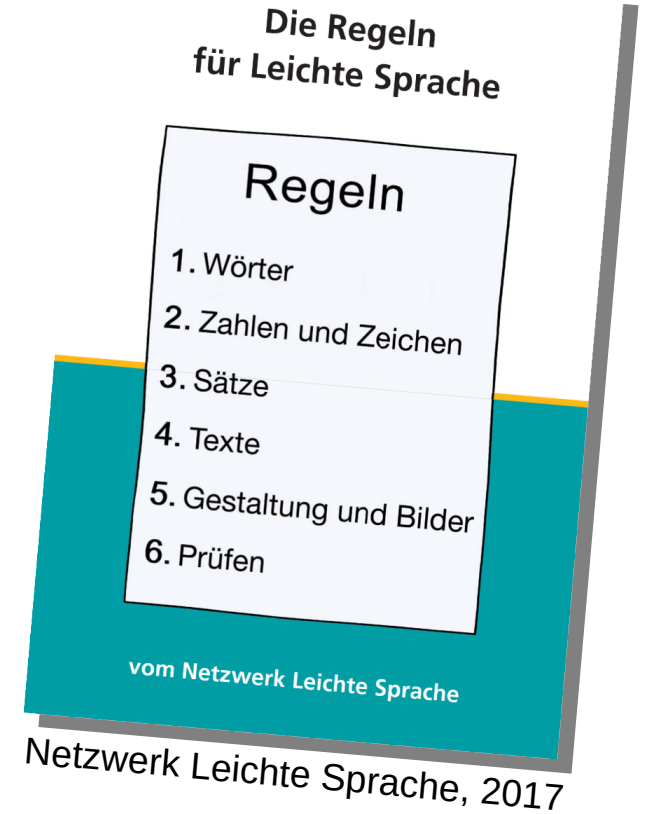 Die Regeln
für Leichte Sprache
Regeln
1. Wörter
2. Zahlen und Zeichen
3. Sätze
4. Texte
5. Gestaltung und Bilder
6. Prüfen
vom Netzwerk Leichte Sprache
Netzwerk Leichte Sprache, 2017